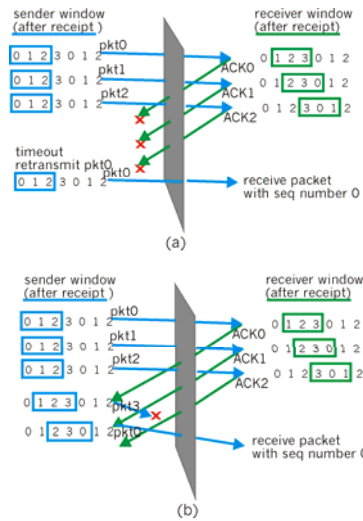 sender window
(after receipt)
receiver window
(after receipt)
0 1 2 3 0 1 2
pkt0
ACK0
0 1 2 3 0 1 2
0 1 2 3 0 1 2
pkt1
ACK1
0 1 2 3 0 1 2
0 1 2 3 0 1 2
pkt2
ACK2
0 1 2 3 0 1 2
timeout
retransmit pkt0
0 1 2 3 0 1 2
pkt0
receive packet
with seq number 0
(a)
sender window
(after receipt)
receiver window
(after receipt)
0 1 2 3 0 1 2
pkt0
ACK0
0 1 2 3 0 1 2
0 1 2 3 0 1 2
pkt1
ACK1
0 1 2 3 0 1 2
0 1 2 3 0 1 2
pkt2
ACK2
0 1 2 3 0 1 2
0 1 2 3 0 1 2
pkt3
0 1 2 3 0 1 2
pkt0
receive packet
with seq number 0
(b)